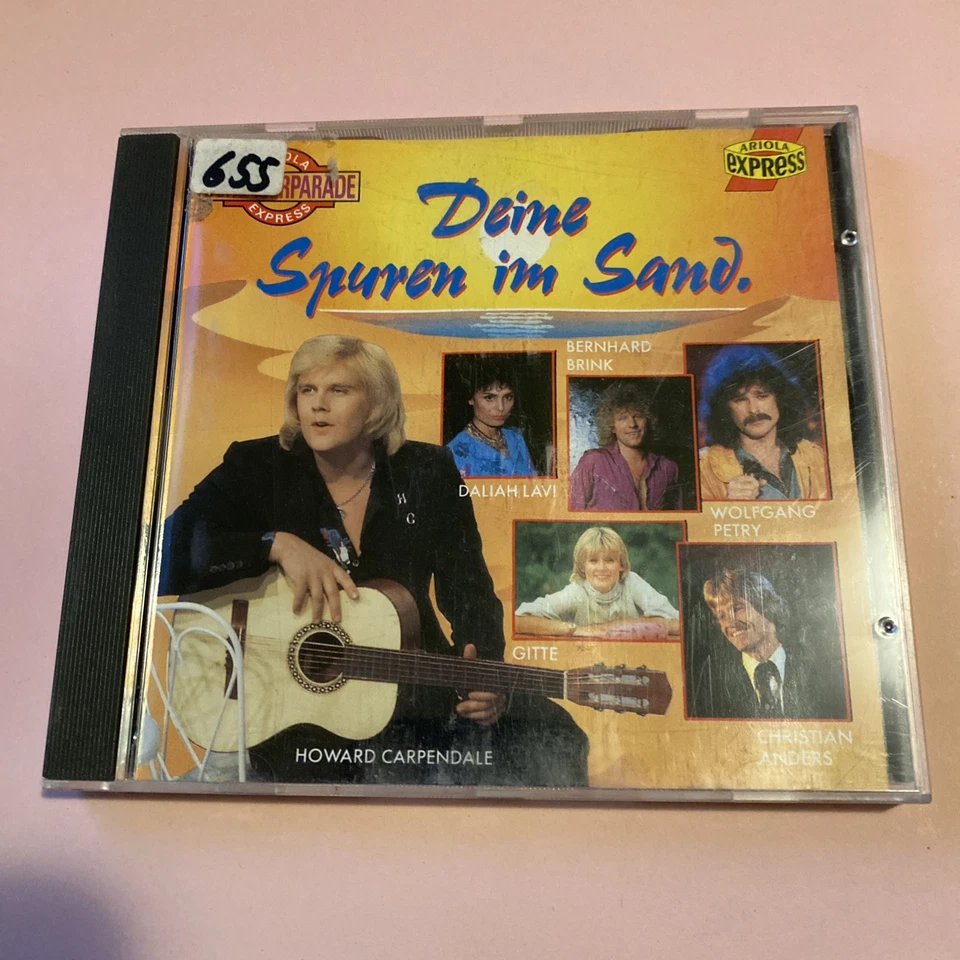 655
RPARADE
EXPRESS
ARIOLA
EXPRESS
Deine
Spuren im Sand.
BERNHARD
BRINK
DALIAH LAVI
WOLFGANG
PETRY
H
C
GITTE
HOWARD CARPENDALE
CHRISTIAN
ANDERS